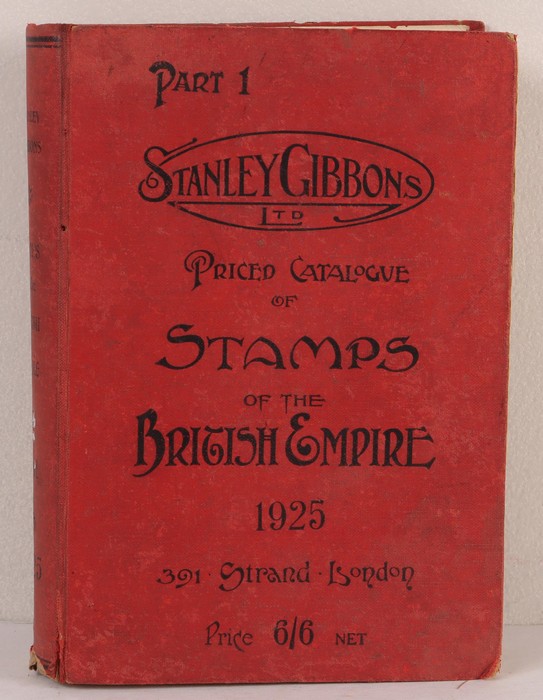 PART 1
STANLEY GIBBONS
LTD
PRICED CATALOGUE
OF
STAMPS
OF THE
BRITISH EMPIRE
1925
391 · Strand · London
Price 6/6 NET